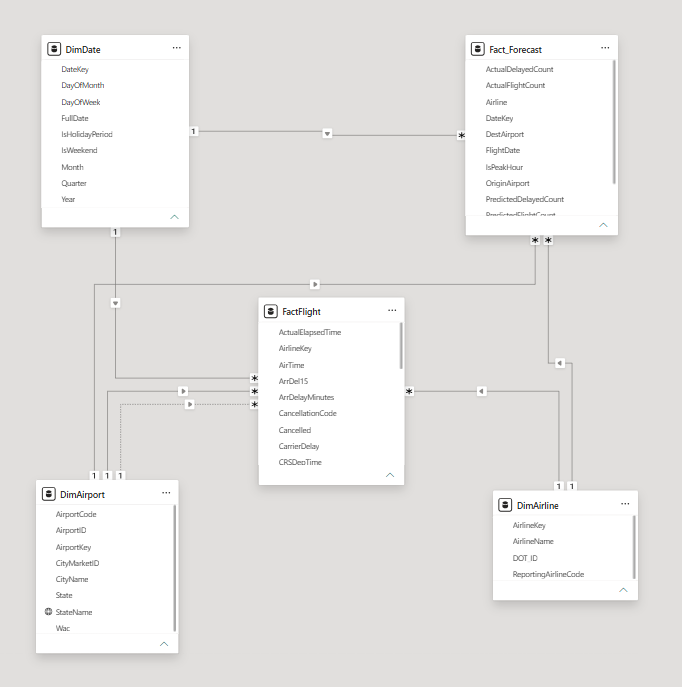 DimDate
DateKey
DayOfMonth
DayOfWeek
FullDate
IsHolidayPeriod
IsWeekend
Month
Quarter
Year
Fact_Forecast
ActualDelayedCount
ActualFlightCount
Airline
DateKey
DestAirport
FlightDate
IsPeakHour
OriginAirport
PredictedDelayedCount
PredictedFlightCount
1
*
1
*
*
FactFlight
ActualElapsedTime
AirlineKey
AirTime
ArrDel15
ArrDelayMinutes
CancellationCode
Cancelled
CarrierDelay
CRSDepTime
*
*
*
*
1
1
1
1
1
DimAirport
AirportCode
AirportID
AirportKey
CityMarketID
CityName
State
StateName
Wac
DimAirline
AirlineKey
AirlineName
DOT_ID
ReportingAirlineCode